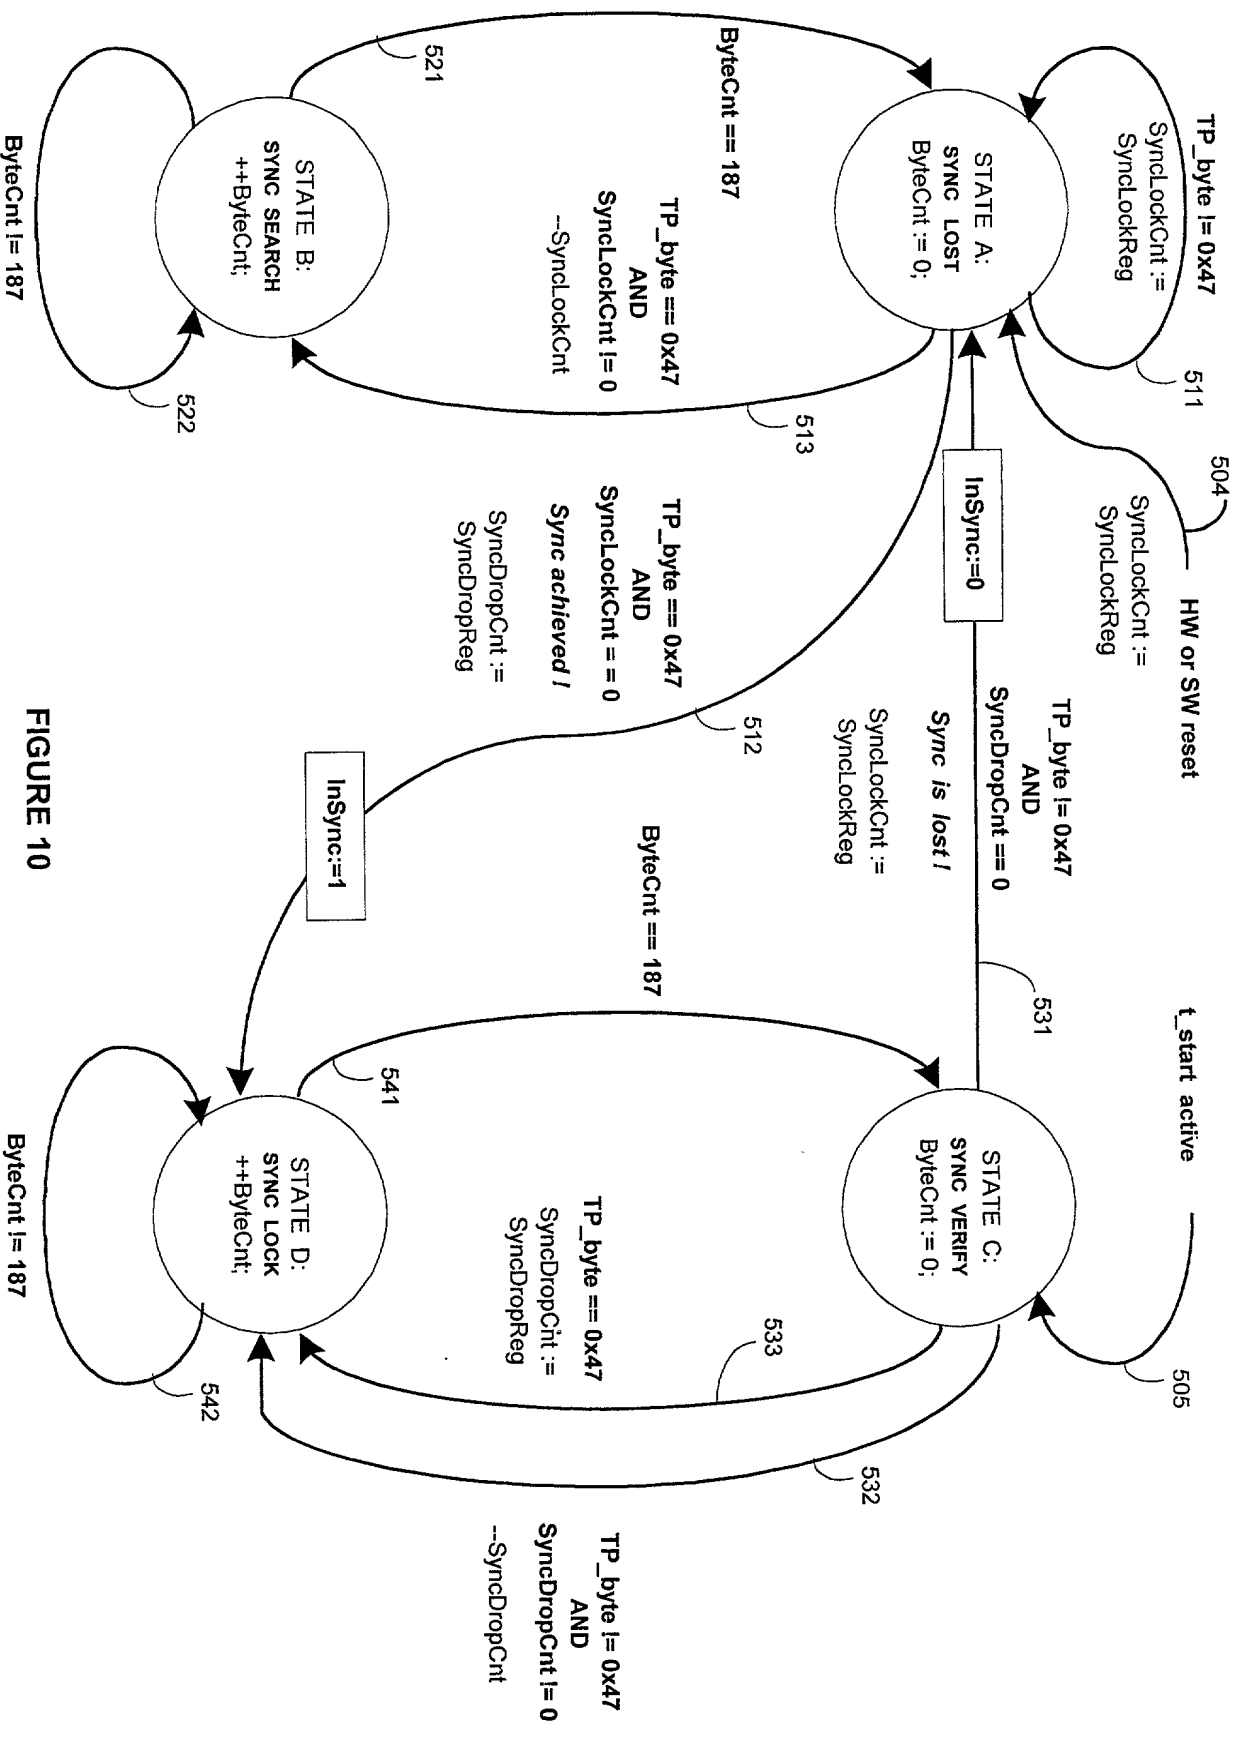 TP_byte != 0x47
SyncLockCnt :=
SyncLockReg
511
504
HW or SW reset
SyncLockCnt :=
SyncLockReg
t_start active
505
STATE A:
SYNC LOST
ByteCnt := 0;
InSync:=0
TP_byte != 0x47
AND
SyncDropCnt == 0
Sync is lost !
SyncLockCnt :=
SyncLockReg
531
STATE C:
SYNC VERIFY
ByteCnt := 0;
ByteCnt == 187
521
TP_byte == 0x47
AND
SyncLockCnt != 0
--SyncLockCnt
513
TP_byte == 0x47
AND
SyncLockCnt = = 0
Sync achieved !
SyncDropCnt :=
SyncDropReg
512
ByteCnt == 187
541
TP_byte == 0x47
SyncDropCnt :=
SyncDropReg
533
532
TP_byte != 0x47
AND
SyncDropCnt != 0
--SyncDropCnt
STATE B:
SYNC SEARCH
++ByteCnt;
522
ByteCnt != 187
InSync:=1
STATE D:
SYNC LOCK
++ByteCnt;
542
ByteCnt != 187
FIGURE 10